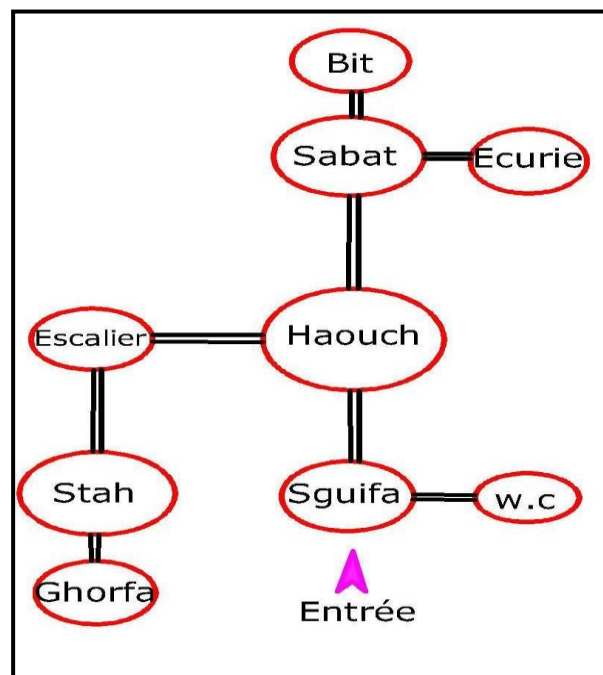 Bit
Sabat
Ecurie
Escalier
Haouch
Stah
Sguifa
w.c
Ghorfa
Entrée